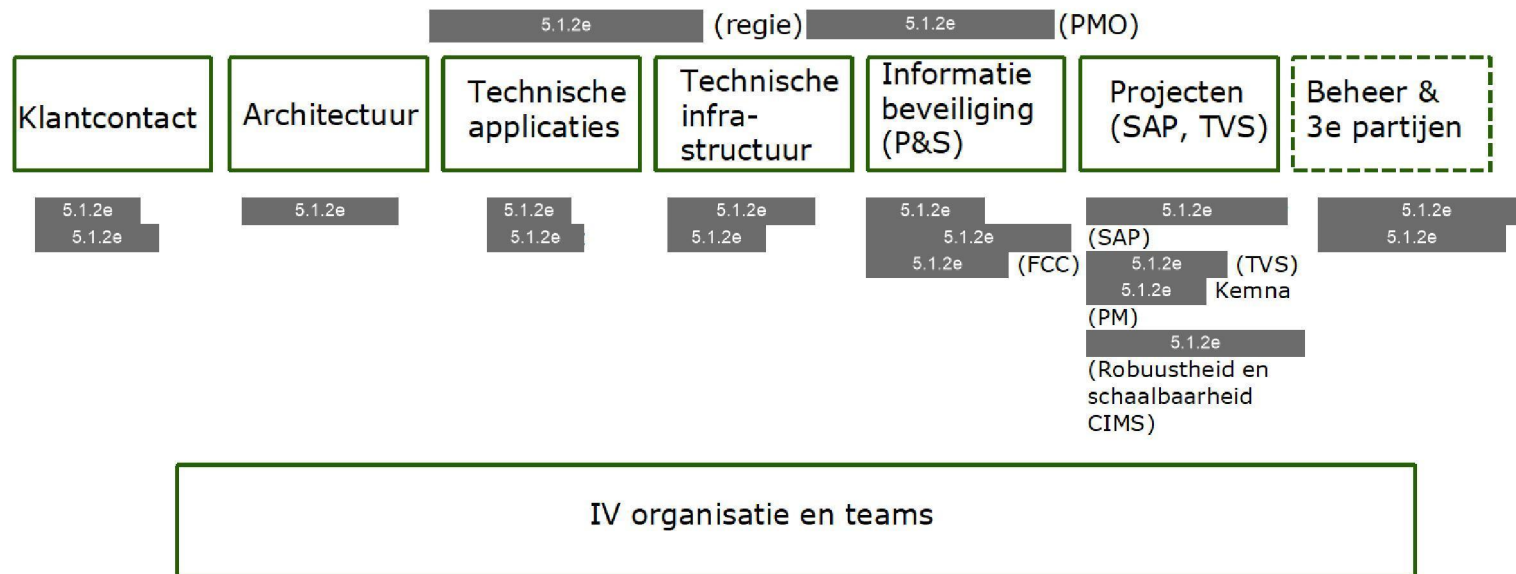 5.1.2e (regie) 5.1.2e (PMO)
Klantcontact
Architectuur
Technische
applicaties
Technische
infra-
structuur
Informatie
beveiliging
(P&S)
Projecten
(SAP, TVS)
Beheer &
3e partijen
5.1.2e
5.1.2e
5.1.2e
5.1.2e
5.1.2e
5.1.2e
5.1.2e
5.1.2e
5.1.2e
5.1.2e (FCC)
5.1.2e
(SAP)
5.1.2e (TVS)
5.1.2e Kemna
(PM)
5.1.2e
(Robuustheid en
schaalbaarheid
CIMS)
5.1.2e
5.1.2e
IV organisatie en teams